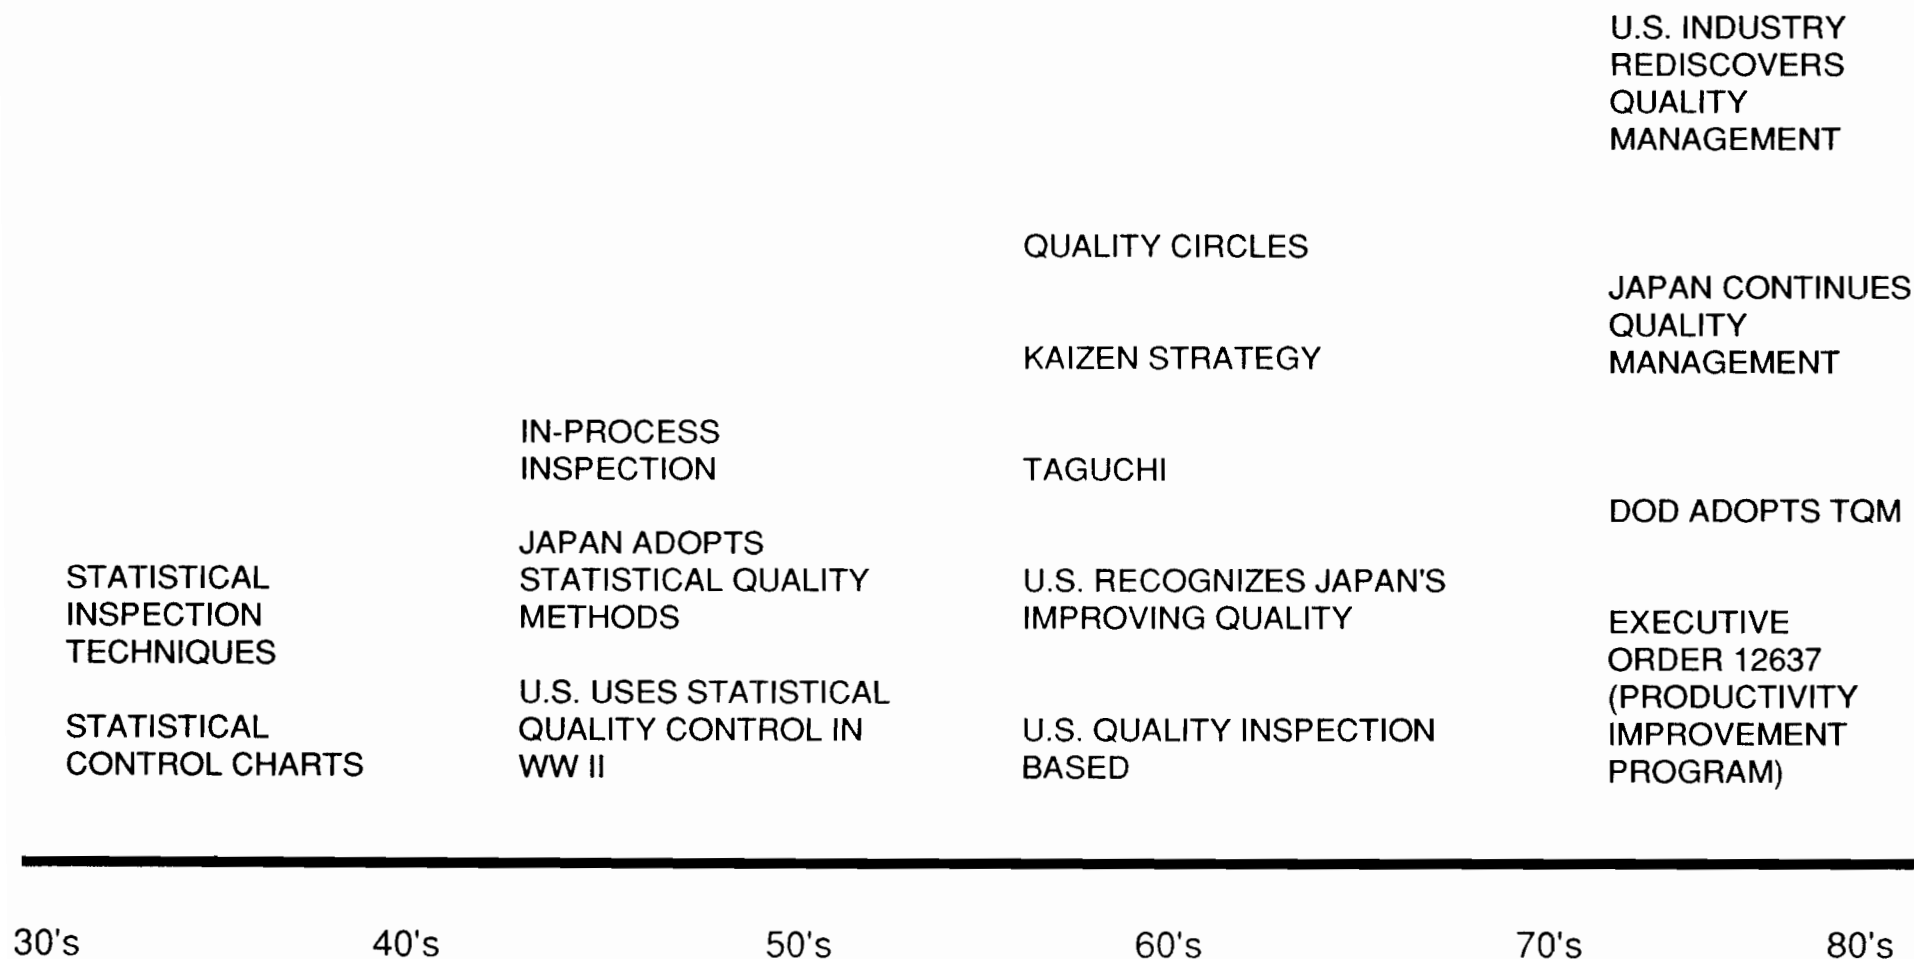 STATISTICAL
INSPECTION
TECHNIQUES
STATISTICAL
CONTROL CHARTS
IN-PROCESS
INSPECTION
JAPAN ADOPTS
STATISTICAL QUALITY
METHODS
U.S. USES STATISTICAL
QUALITY CONTROL IN
WW II
QUALITY CIRCLES
KAIZEN STRATEGY
TAGUCHI
U.S. RECOGNIZES JAPAN'S
IMPROVING QUALITY
U.S. QUALITY INSPECTION
BASED
U.S. INDUSTRY
REDISCOVERS
QUALITY
MANAGEMENT
JAPAN CONTINUES
QUALITY
MANAGEMENT
DOD ADOPTS TQM
EXECUTIVE
ORDER 12637
(PRODUCTIVITY
IMPROVEMENT
PROGRAM)
30's 40's 50's 60's 70's 80's